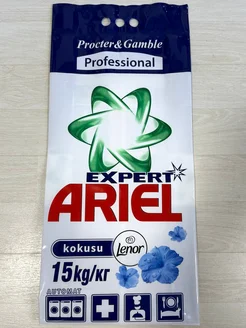 Procter&Gamble
Professional
EXPERT
ARIEL
kokusu
Lenor
15kg/кг
AUTOMAT